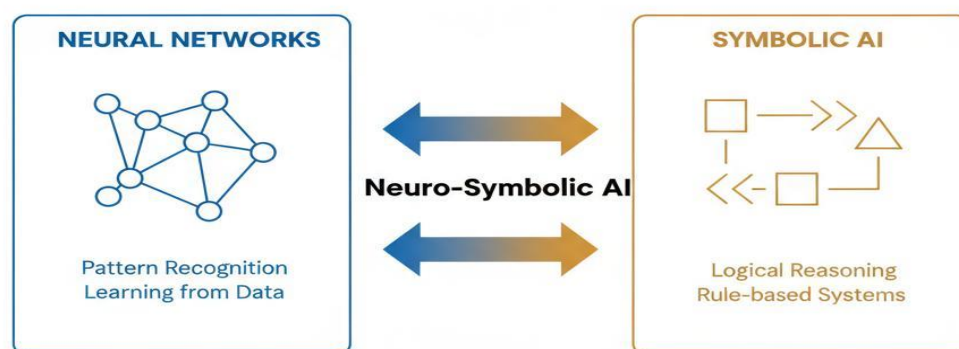 NEURAL NETWORKS
Pattern Recognition
Learning from Data
Neuro-Symbolic AI
SYMBOLIC AI
Logical Reasoning
Rule-based Systems